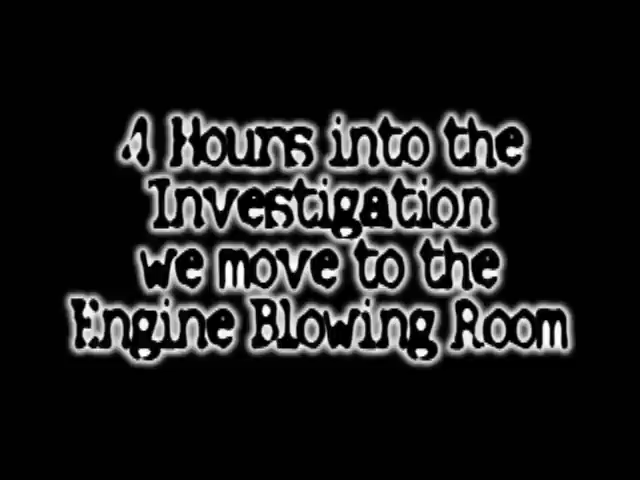 4 Hours into the
Investigation
we move to the
Engine Blowing Room